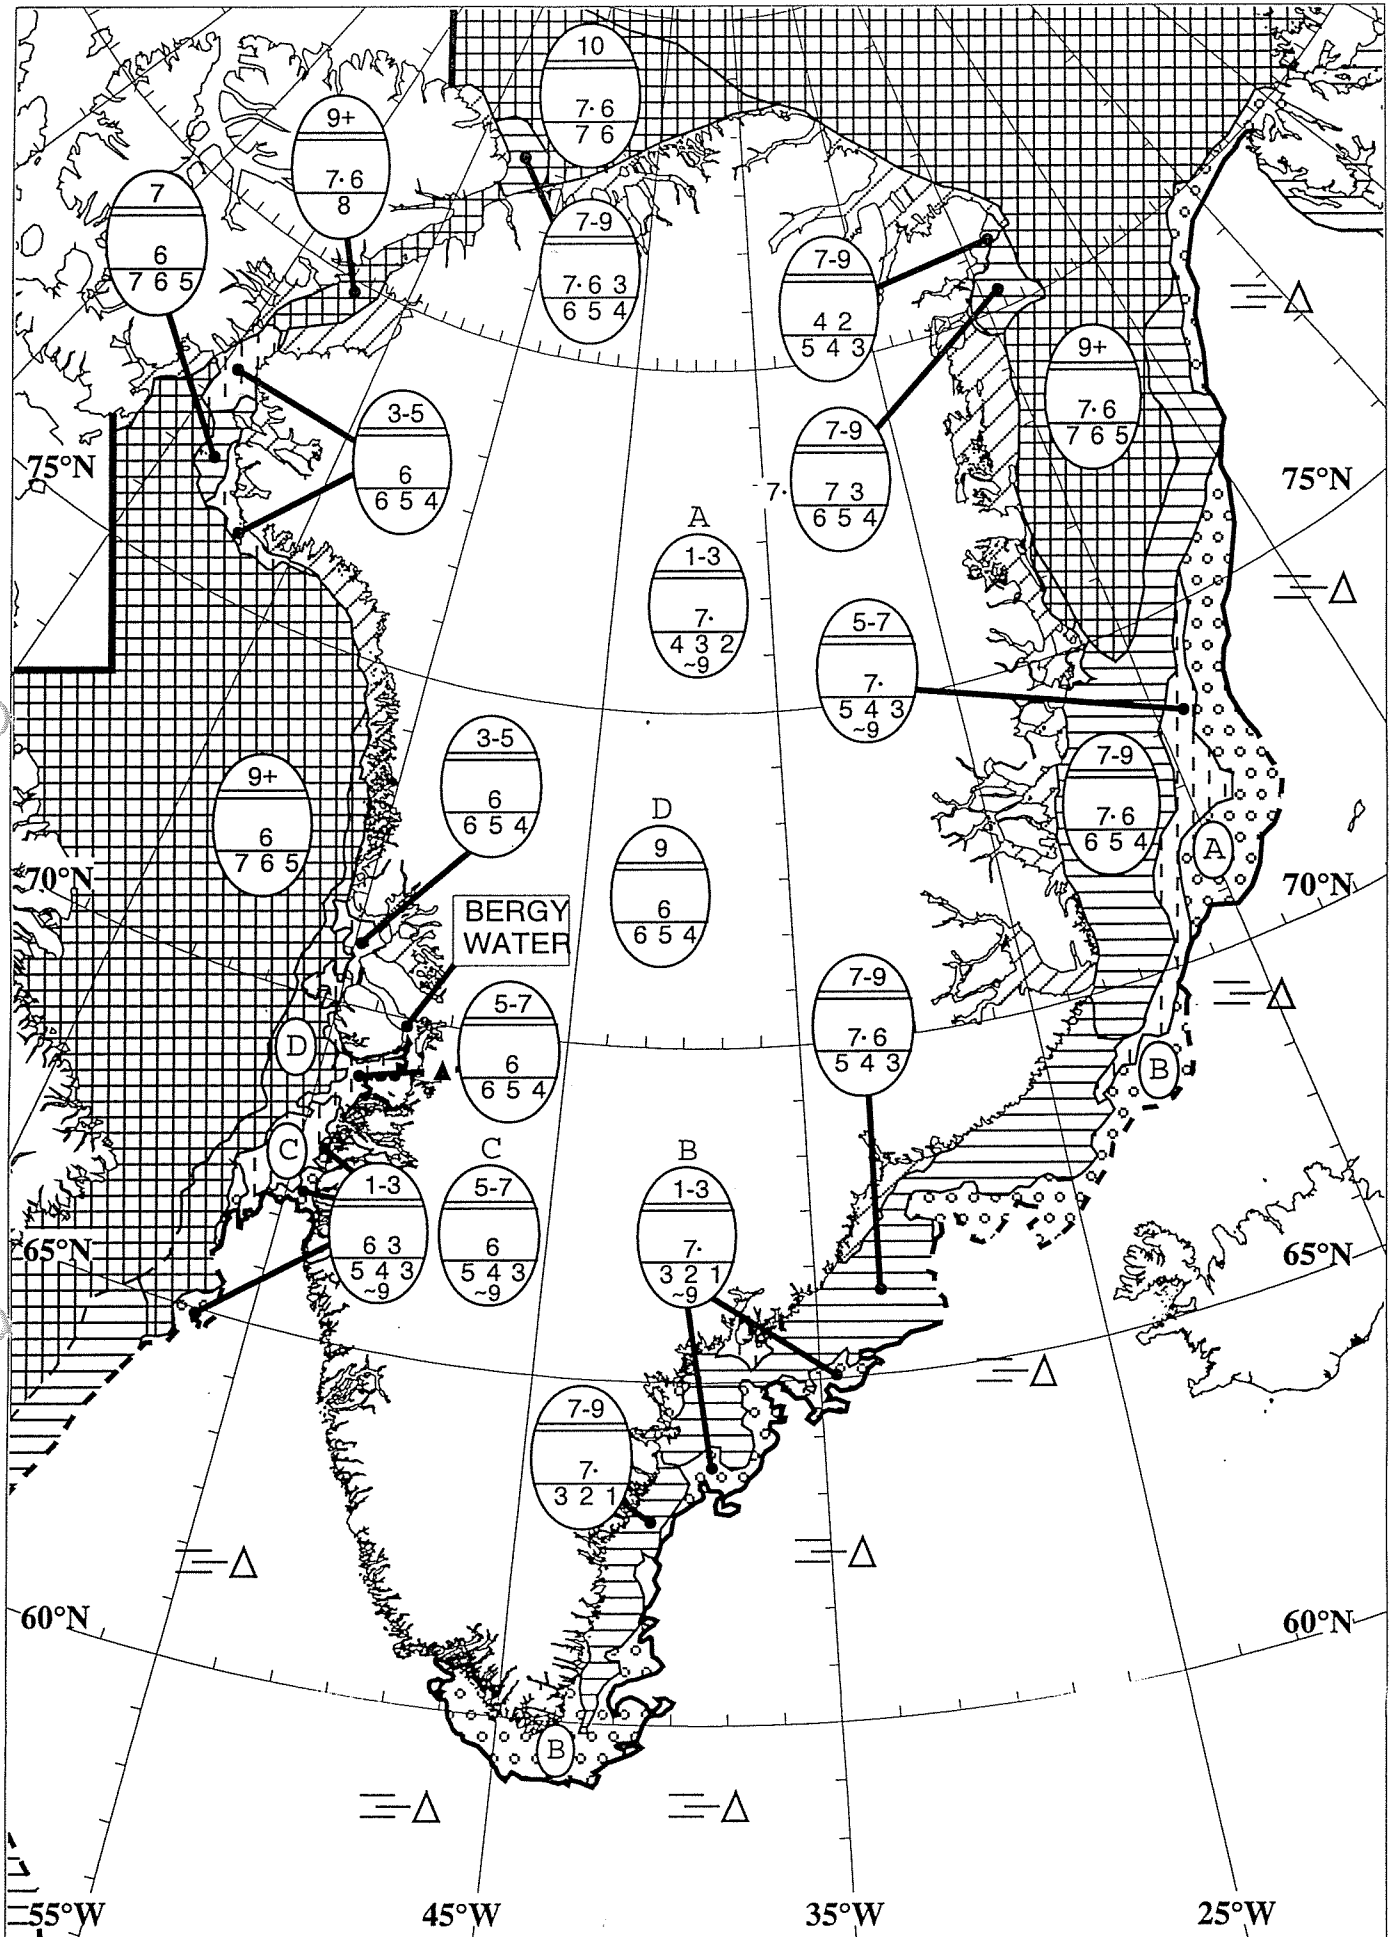 10
7· 6
7 6
9+
7· 6
8
7
6
7 6 5
7-9
7· 6 3
6 5 4
7-9
4 2
5 4 3
9+
7· 6
7 6 5
3-5
6
6 5 4
75°N
75°N
7-9
7·
7 3
6 5 4
A
1-3
7·
4 3 2
~9
5-7
7·
5 4 3
~9
3-5
6
6 5 4
7-9
7· 6
6 5 4
9+
6
7 6 5
D
9
6
6 5 4
A
70°N
70°N
BERGY
WATER
7-9
7· 6
5 4 3
5-7
6
6 5 4
D
B
C
1-3
6 3
5 4 3
~9
C
5-7
6
5 4 3
~9
B
1-3
7·
3 2 1
~9
65°N
65°N
7-9
7·
3 2 1
60°N
60°N
B
55°W
45°W
35°W
25°W